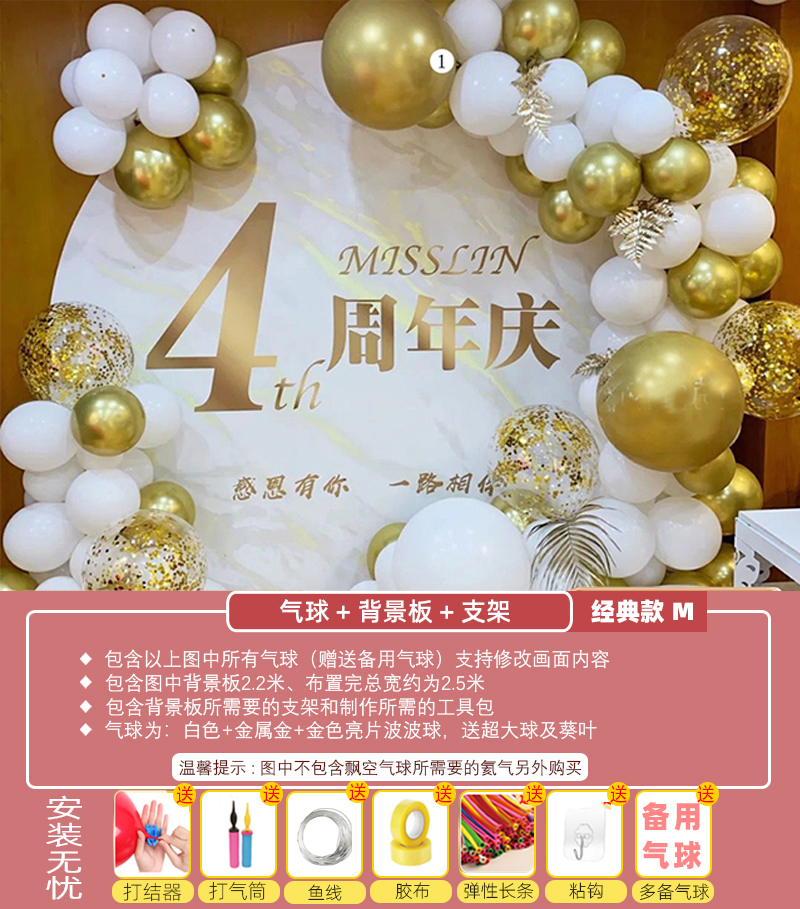 1
4th
MISSLIN
周年庆
感恩有你 一路相伴
气球+背景板+支架
经典款 M
◆ 包含以上图中所有气球（赠送备用气球）支持修改画面内容
◆ 包含图中背景板2.2米、布置完总宽约为2.5米
◆ 包含背景板所需要的支架和制作所需的工具包
◆ 气球为：白色+金属金+金色亮片波波球，送超大球及葵叶
温馨提示：图中不包含飘空气球所需要的氦气另外购买
安装无忧
送 送 送 送 送 送 送
备用
气球
打结器 打气筒 鱼线 胶布 弹性长条 粘钩 多备气球